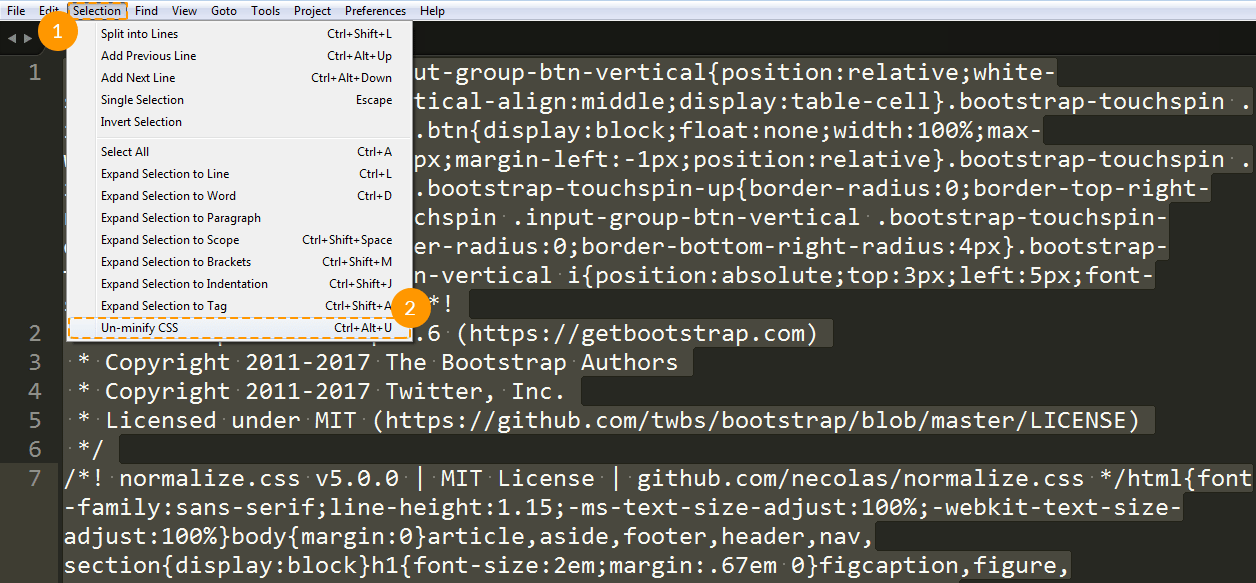 File Edit Selection Find View Goto Tools Project Preferences Help
1
Split into Lines Ctrl+Shift+L
Add Previous Line Ctrl+Alt+Up
Add Next Line Ctrl+Alt+Down
Single Selection Escape
Invert Selection
Select All Ctrl+A
Expand Selection to Line Ctrl+L
Expand Selection to Word Ctrl+D
Expand Selection to Paragraph
Expand Selection to Scope Ctrl+Shift+Space
Expand Selection to Brackets Ctrl+Shift+M
Expand Selection to Indentation Ctrl+Shift+J
Expand Selection to Tag Ctrl+Shift+A
2
Un-minify CSS Ctrl+Alt+U
1 ut-group-btn-vertical{position:relative;white-
tical-align:middle;display:table-cell}.bootstrap-touchspin .
.btn{display:block;float:none;width:100%;max-
px;margin-left:-1px;position:relative}.bootstrap-touchspin .
.bootstrap-touchspin-up{border-radius:0;border-top-right-
chspin .input-group-btn-vertical .bootstrap-touchspin-
er-radius:0;border-bottom-right-radius:4px}.bootstrap-
n-vertical i{position:absolute;top:3px;left:5px;font-
*!
2 .6 (https://getbootstrap.com)
3 * Copyright 2011-2017 The Bootstrap Authors
4 * Copyright 2011-2017 Twitter, Inc.
5 * Licensed under MIT (https://github.com/twbs/bootstrap/blob/master/LICENSE)
6 */
7 /*! normalize.css v5.0.0 | MIT License | github.com/necolas/normalize.css */html{font
-family:sans-serif;line-height:1.15;-ms-text-size-adjust:100%;-webkit-text-size-
adjust:100%}body{margin:0}article,aside,footer,header,nav,
section{display:block}h1{font-size:2em;margin:.67em 0}figcaption,figure,